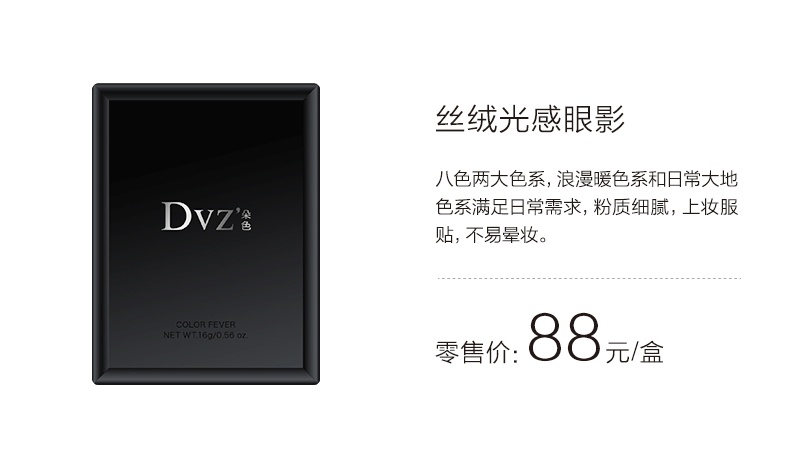 Dvz'朵色
COLOR FEVER
NET WT.16g/0.56 oz.
丝绒光感眼影
八色两大色系, 浪漫暖色系和日常大地
色系满足日常需求, 粉质细腻, 上妆服
贴, 不易晕妆。
零售价: 88元/盒